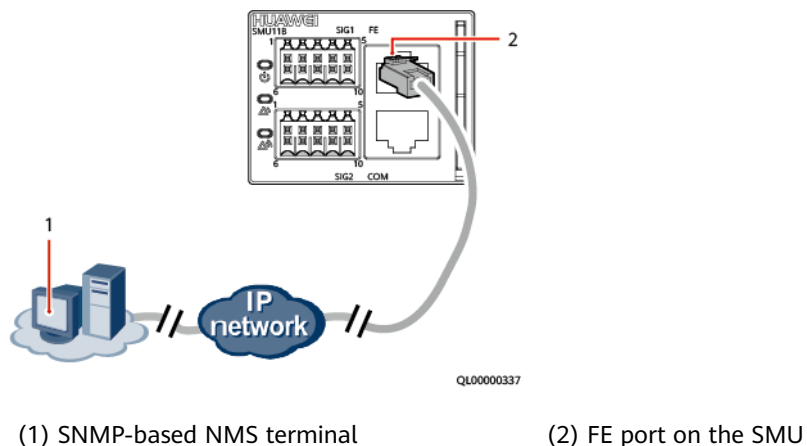 HUAWEI
SMU11B SIG1 FE
1 5
2
6 10
1 5
6 10
SIG2 COM
1
IP
network
QL00000337
(1) SNMP-based NMS terminal (2) FE port on the SMU